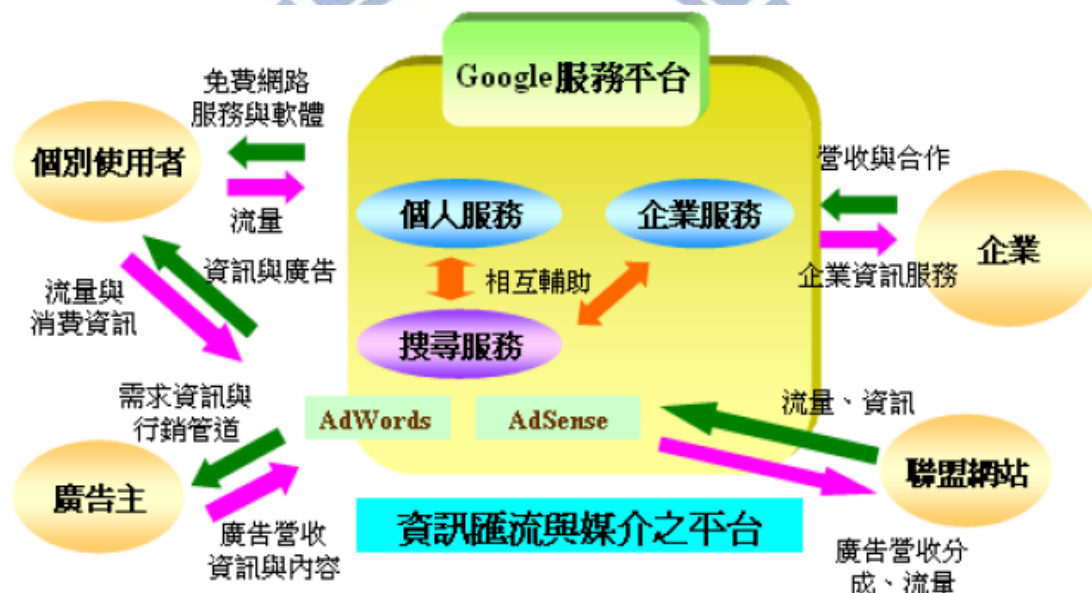 Google服務平台
免費網路
服務與軟體
個別使用者
流量
資訊與廣告
流量與
消費資訊
個人服務
企業服務
相互輔助
搜尋服務
營收與合作
企業
企業資訊服務
需求資訊與
行銷管道
AdWords
AdSense
流量、資訊
廣告主
聯盟網站
廣告營收
資訊與內容
資訊匯流與媒介之平台
廣告營收分
成、流量